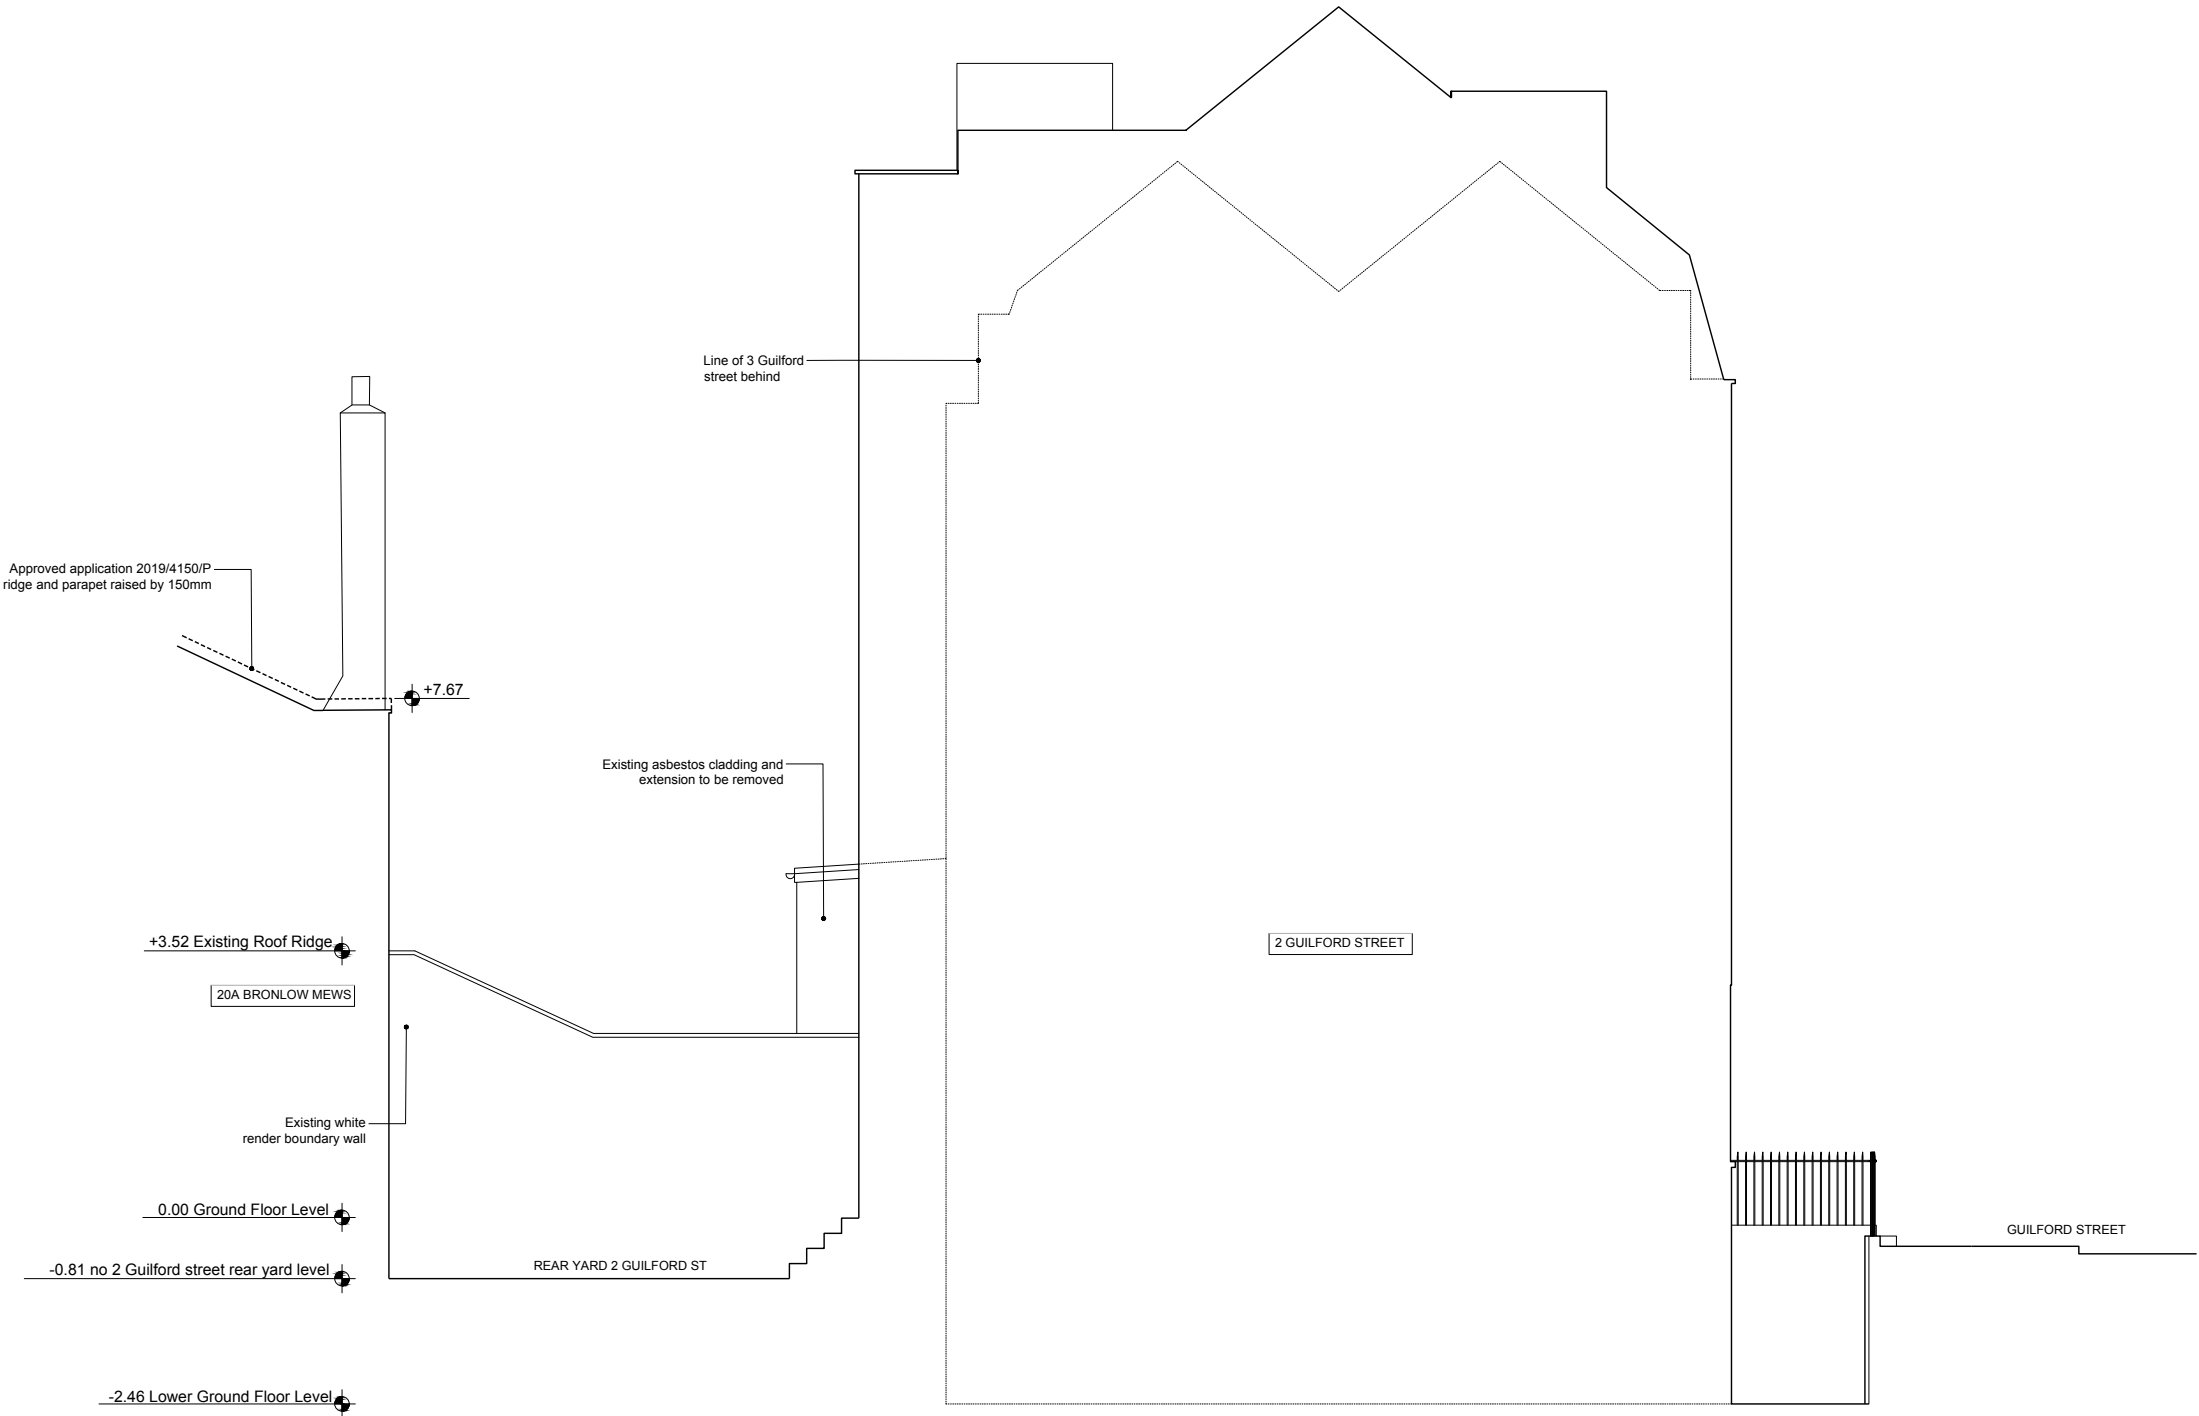 Line of 3 Guilford
street behind
Approved application 2019/4150/P
ridge and parapet raised by 150mm
+7.67
Existing asbestos cladding and
extension to be removed
+3.52 Existing Roof Ridge
2 GUILFORD STREET
20A BRONLOW MEWS
Existing white
render boundary wall
0.00 Ground Floor Level
GUILFORD STREET
-0.81 no 2 Guilford street rear yard level
REAR YARD 2 GUILFORD ST
-2.46 Lower Ground Floor Level